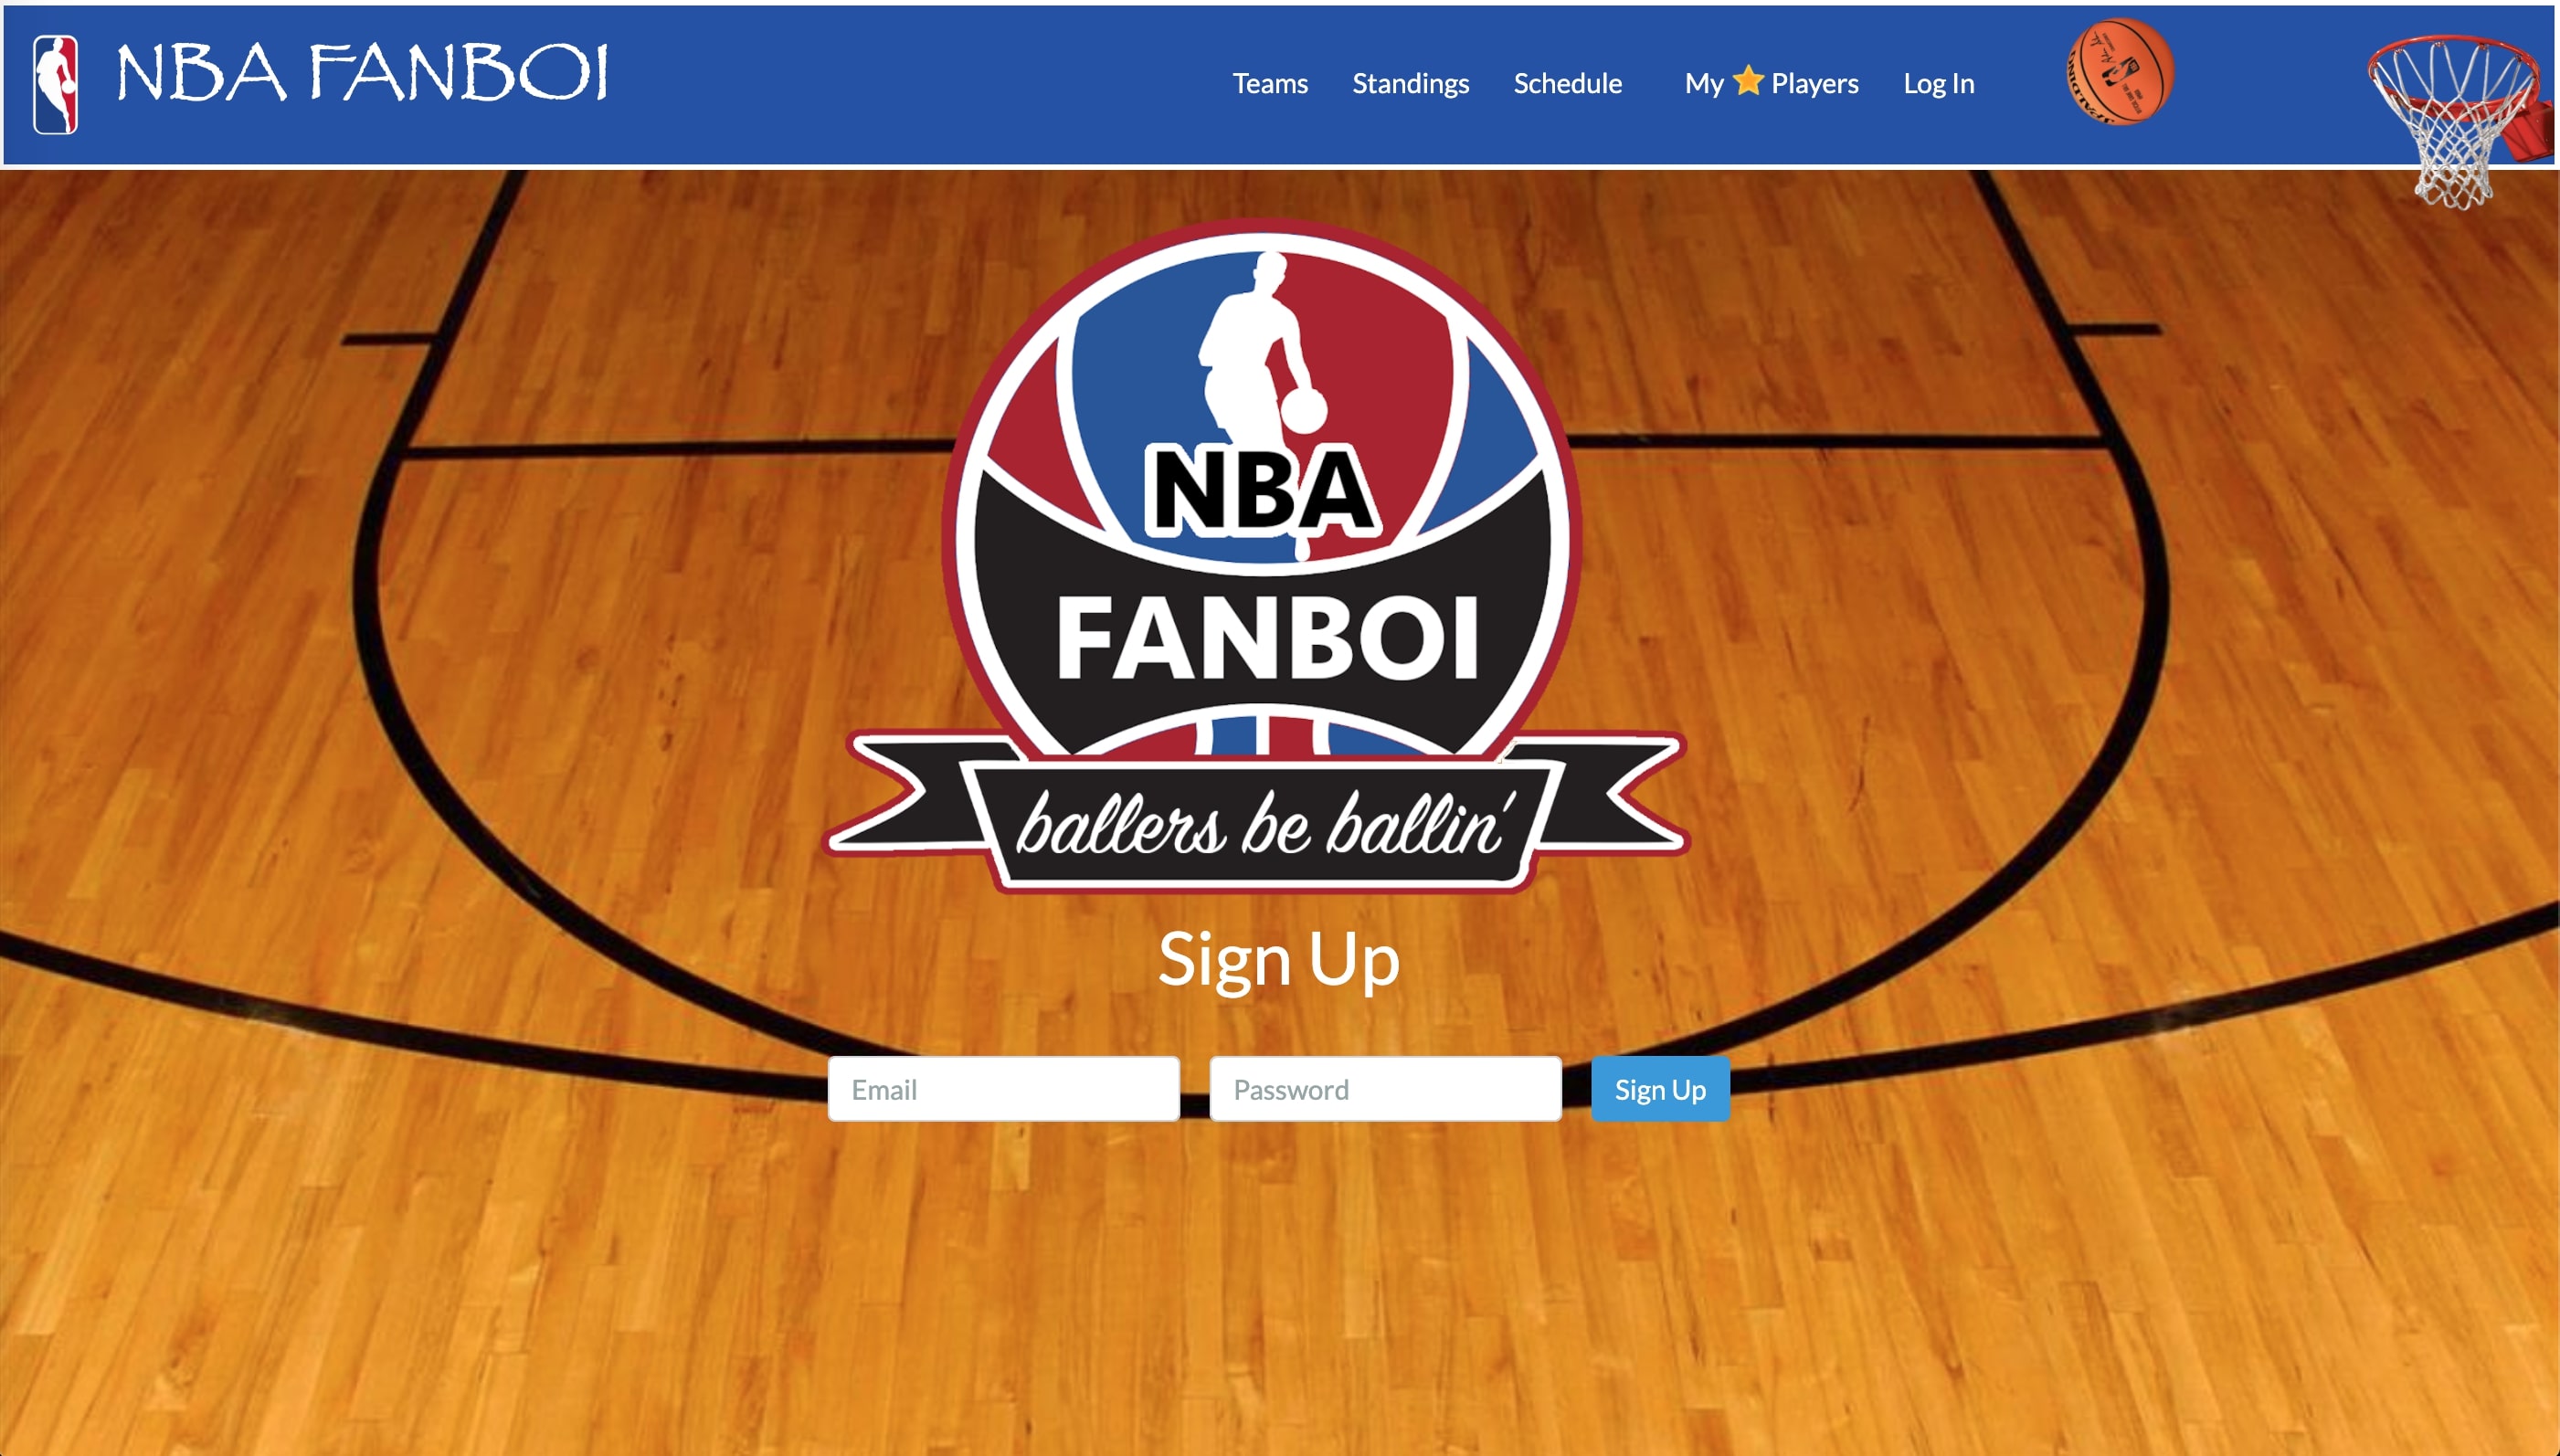 NBA FANBOI
Teams Standings Schedule My ⭐ Players Log In
NBA
FANBOI
ballers be ballin'
Sign Up
Email Password Sign Up